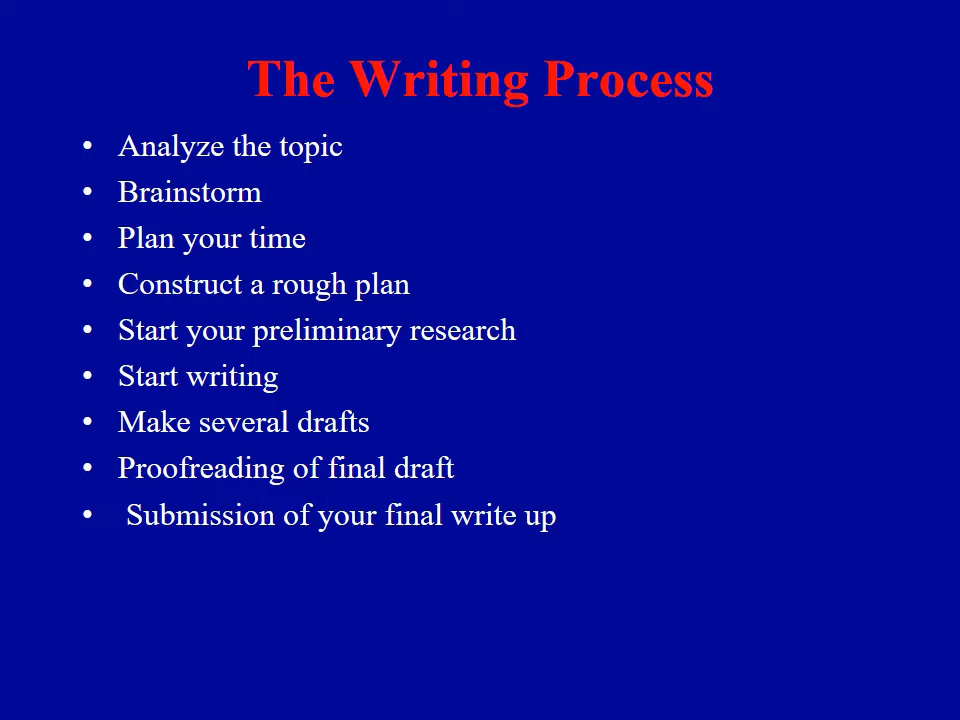 The Writing Process
• Analyze the topic
• Brainstorm
• Plan your time
• Construct a rough plan
• Start your preliminary research
• Start writing
• Make several drafts
• Proofreading of final draft
• Submission of your final write up